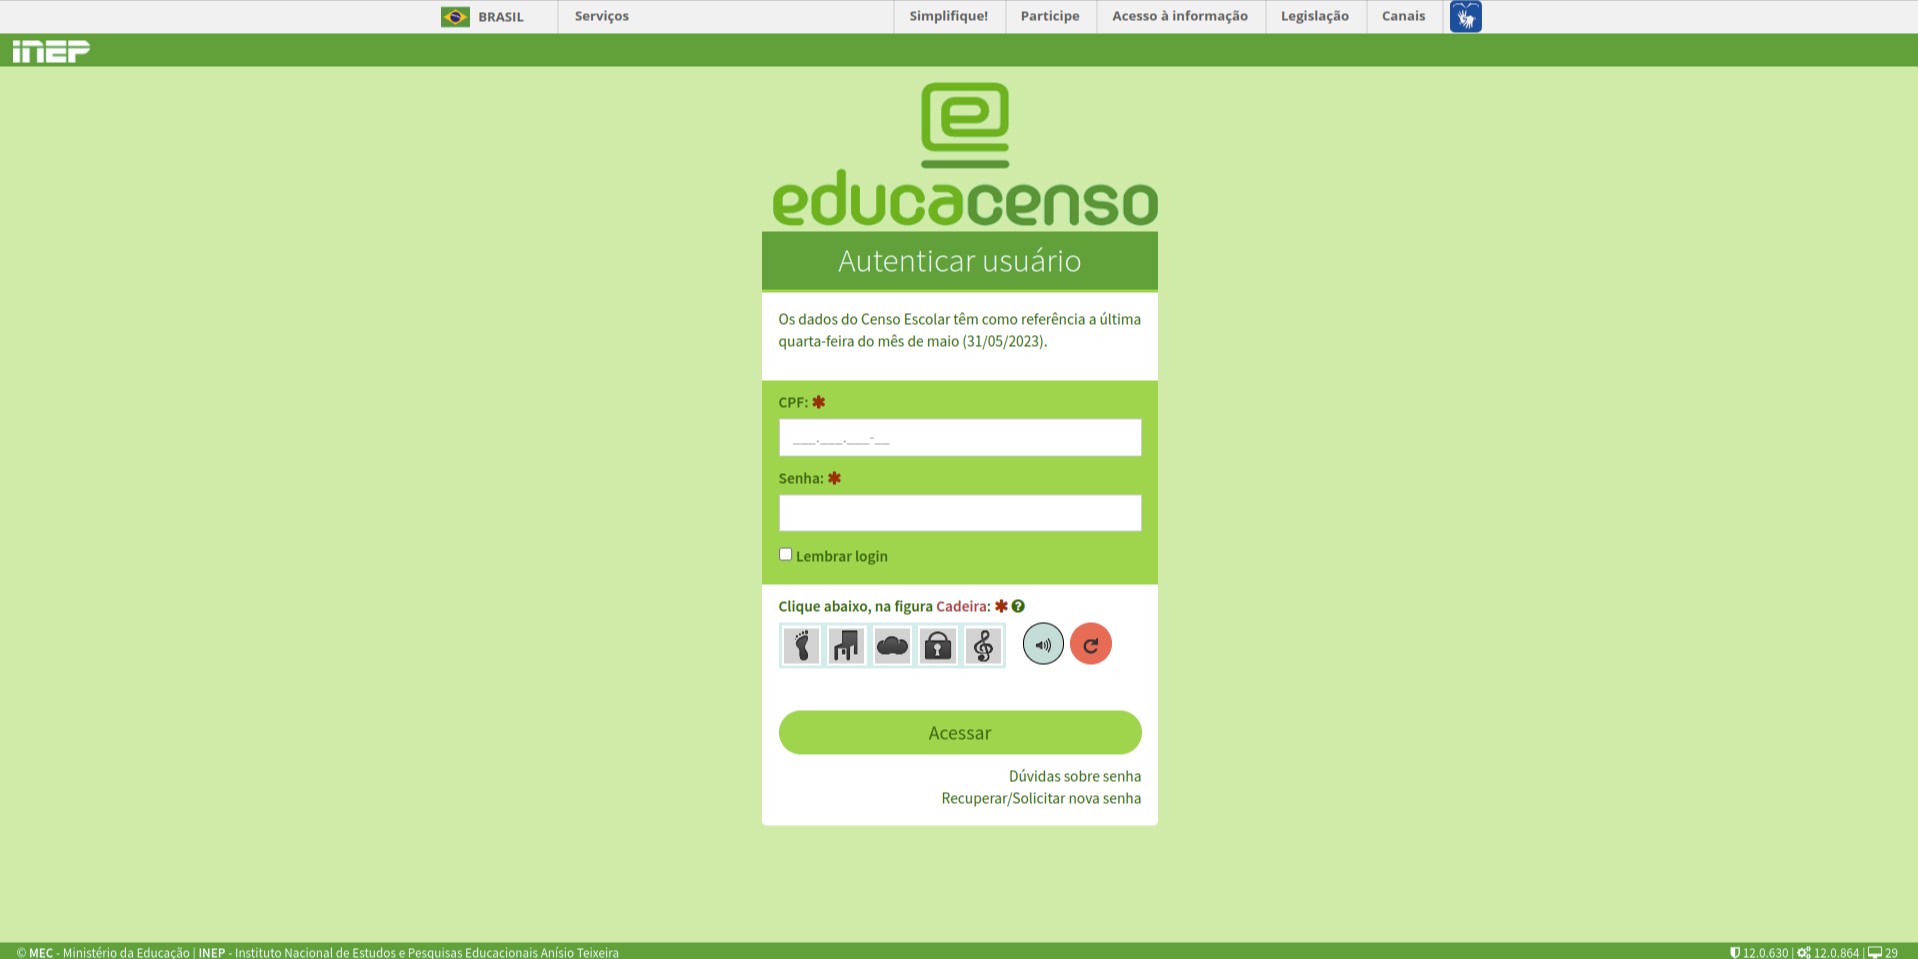 BRASIL Serviços Simplifique! Participe Acesso à informação Legislação Canais
INEP
e
educacenso
Autenticar usuário
Os dados do Censo Escolar têm como referência a última
quarta-feira do mês de maio (31/05/2023).
CPF: ✱
___.___.___-__
Senha: ✱
Lembrar login
Clique abaixo, na figura Cadeira: ✱ ?
Acessar
Dúvidas sobre senha
Recuperar/Solicitar nova senha
© MEC - Ministério da Educação | INEP - Instituto Nacional de Estudos e Pesquisas Educacionais Anísio Teixeira 12.0.630 | 12.0.864 | 29